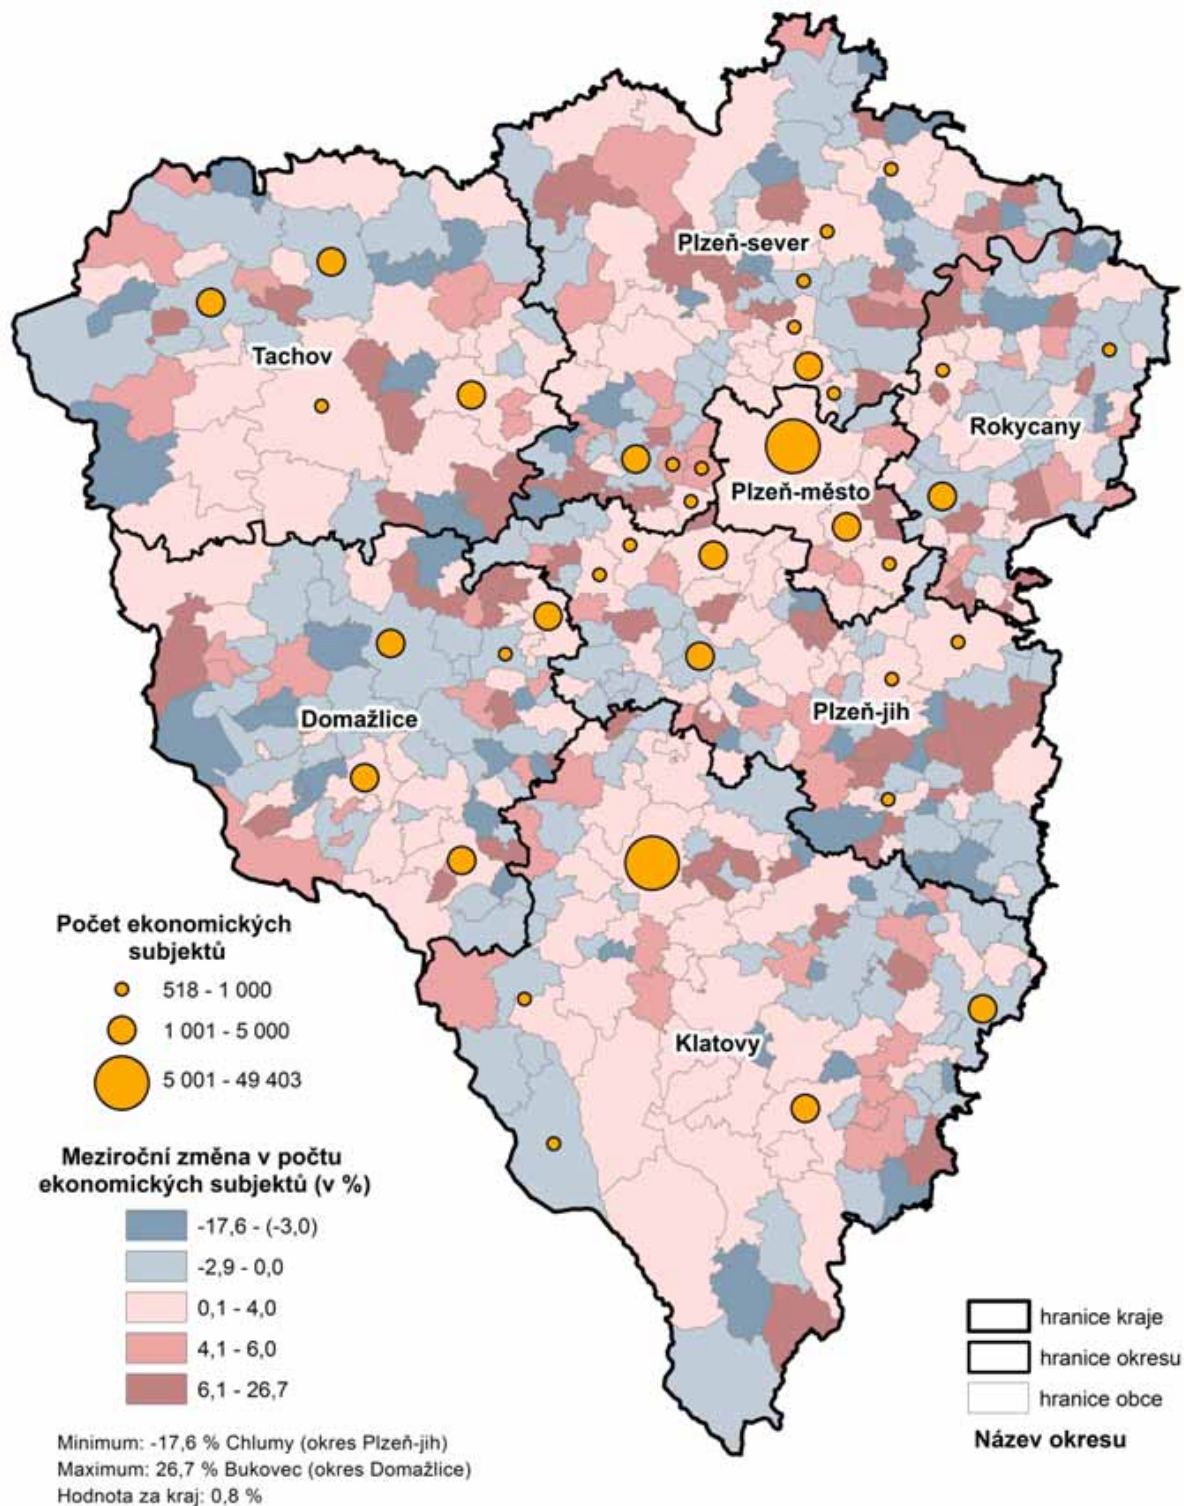 Plzeň-sever
Tachov
Rokycany
Plzeň-město
Plzeň-jih
Domažlice
Klatovy
Počet ekonomických
subjektů
518 - 1 000
1 001 - 5 000
5 001 - 49 403
Meziroční změna v počtu
ekonomických subjektů (v %)
-17,6 - (-3,0)
-2,9 - 0,0
0,1 - 4,0
4,1 - 6,0
6,1 - 26,7
Minimum: -17,6 % Chlumy (okres Plzeň-jih)
Maximum: 26,7 % Bukovec (okres Domažlice)
Hodnota za kraj: 0,8 %
hranice kraje
hranice okresu
hranice obce
Název okresu